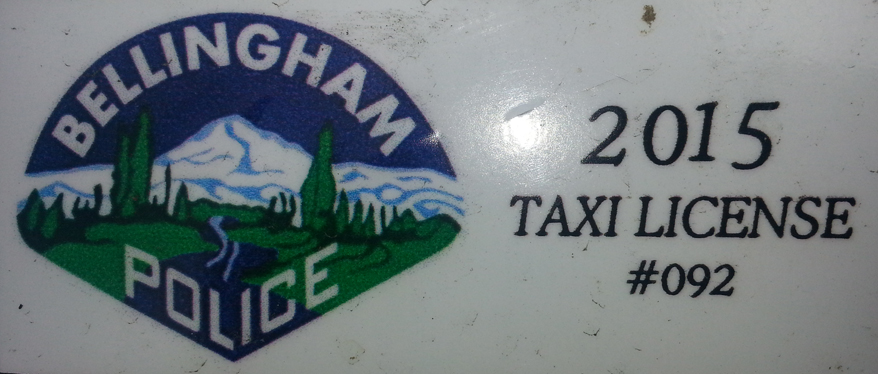 BELLINGHAM
POLICE
2015
TAXI LICENSE
#092